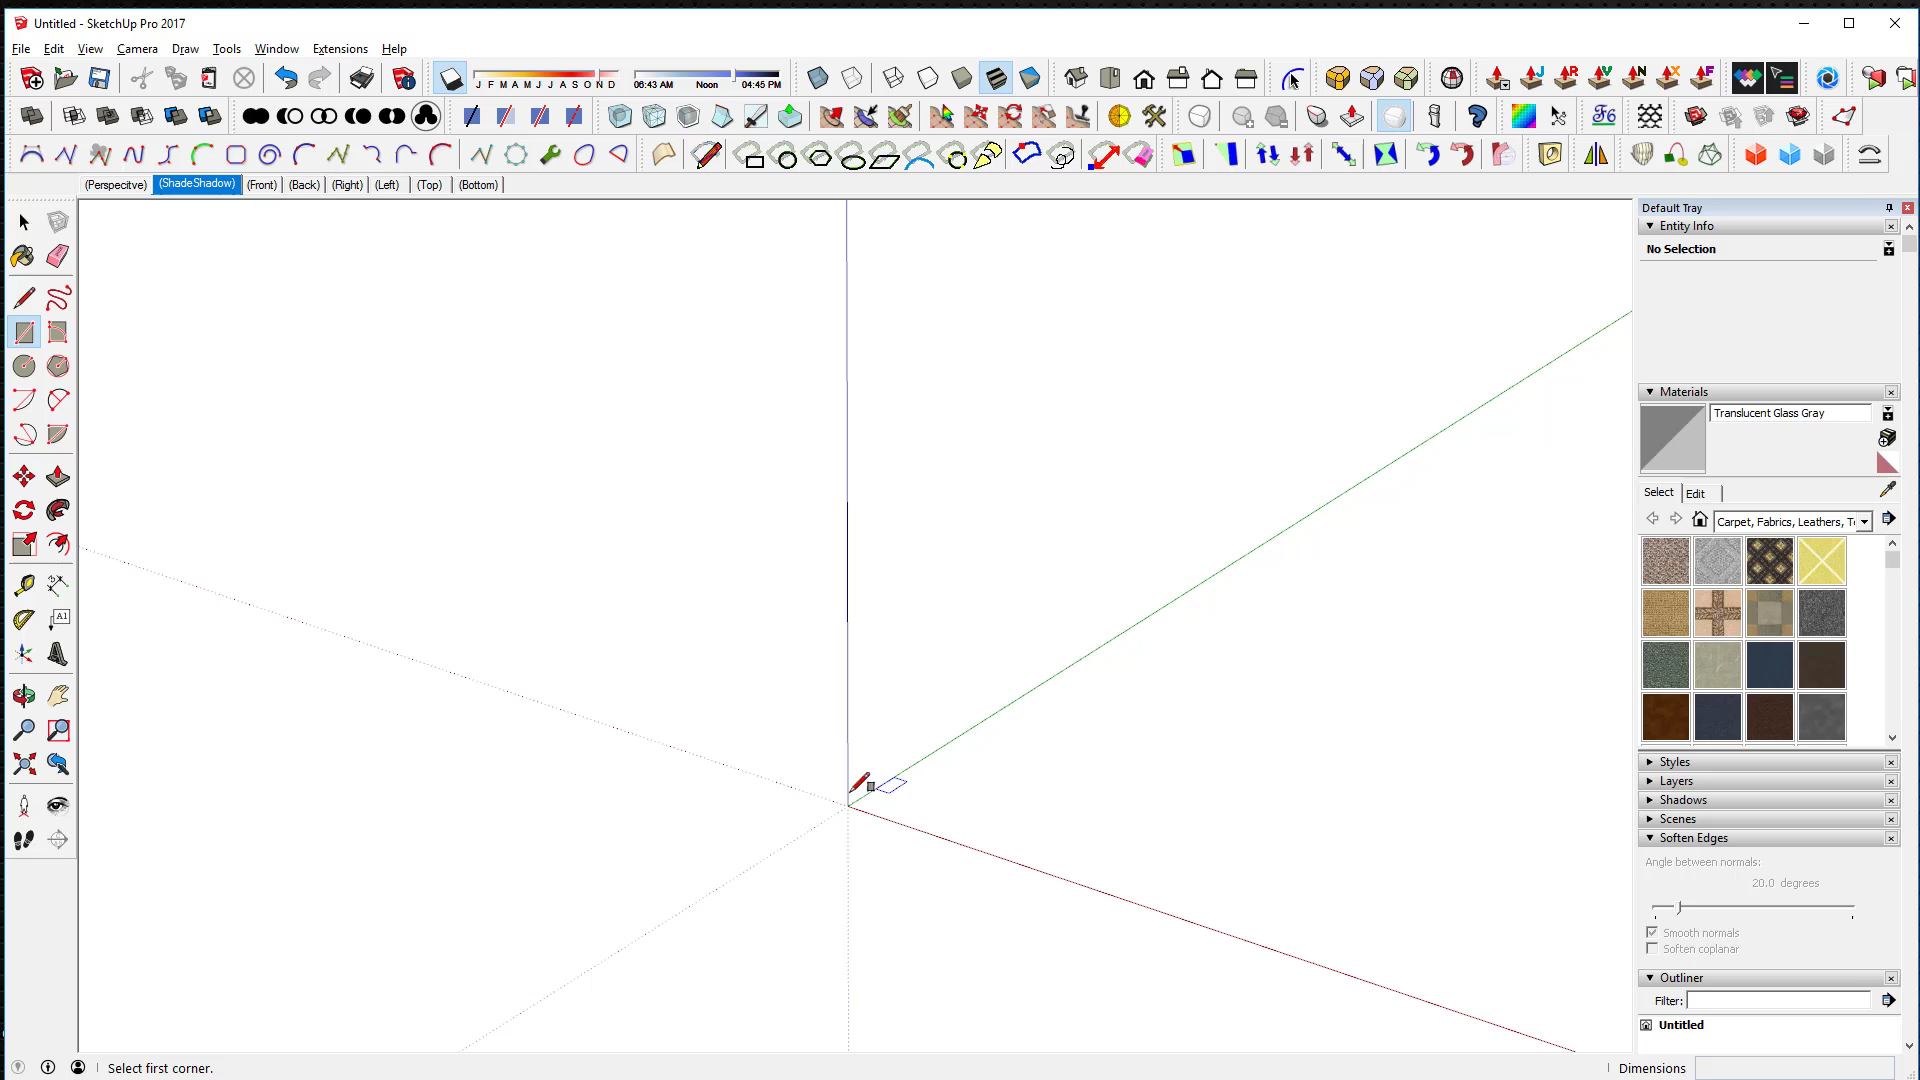 Untitled - SketchUp Pro 2017
File Edit View Camera Draw Tools Window Extensions Help
J F M A M J J A S O N D
06:43 AM Noon 04:45 PM
(Perspecitve) (ShadeShadow) (Front) (Back) (Right) (Left) (Top) (Bottom)
Default Tray
Entity Info
No Selection
Materials
Translucent Glass Gray
Select Edit
Carpet, Fabrics, Leathers, T
A1
Styles
Layers
Shadows
Scenes
Soften Edges
Angle between normals:
20.0 degrees
Smooth normals
Soften coplanar
Outliner
Filter:
Untitled
Select first corner.
Dimensions